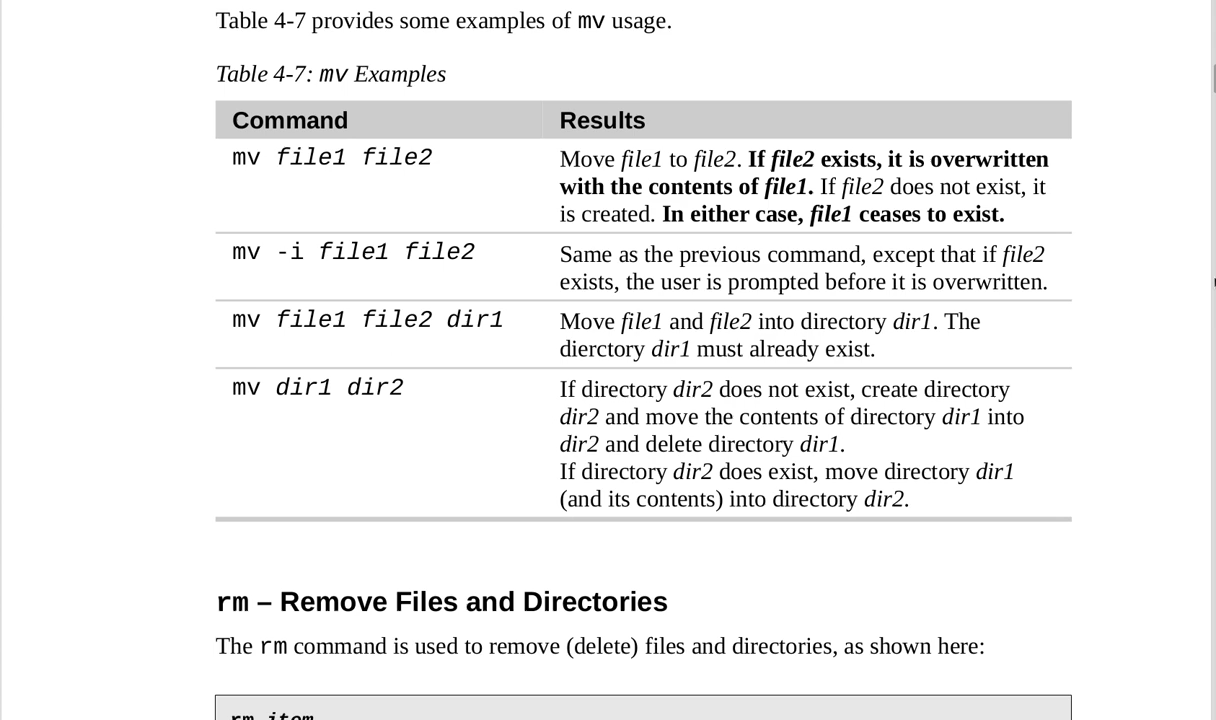 Table 4-7 provides some examples of mv usage.
Table 4-7: mv Examples
Command Results
mv file1 file2
Move file1 to file2. If file2 exists, it is overwritten
with the contents of file1. If file2 does not exist, it
is created. In either case, file1 ceases to exist.
mv -i file1 file2
Same as the previous command, except that if file2
exists, the user is prompted before it is overwritten.
mv file1 file2 dir1
Move file1 and file2 into directory dir1. The
dierctory dir1 must already exist.
mv dir1 dir2
If directory dir2 does not exist, create directory
dir2 and move the contents of directory dir1 into
dir2 and delete directory dir1.
If directory dir2 does exist, move directory dir1
(and its contents) into directory dir2.
rm – Remove Files and Directories
The rm command is used to remove (delete) files and directories, as shown here:
rm item